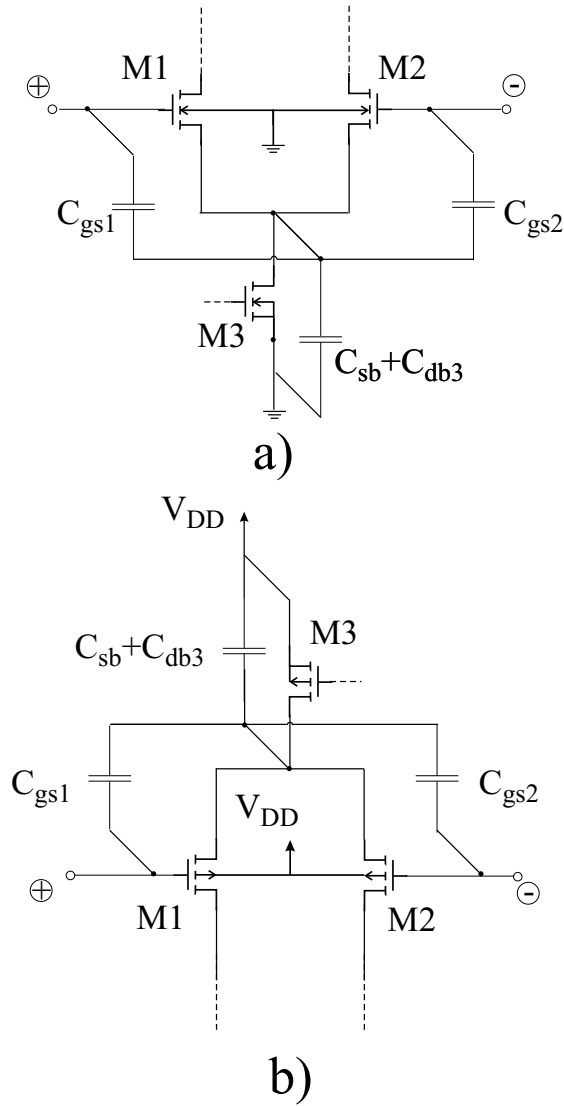 M1 M2
⊕ ⊖
C_gs1 C_gs2
M3
C_sb+C_db3
a)
V_DD
C_sb+C_db3 M3
C_gs1 C_gs2
V_DD
⊕ ⊖
M1 M2
b)